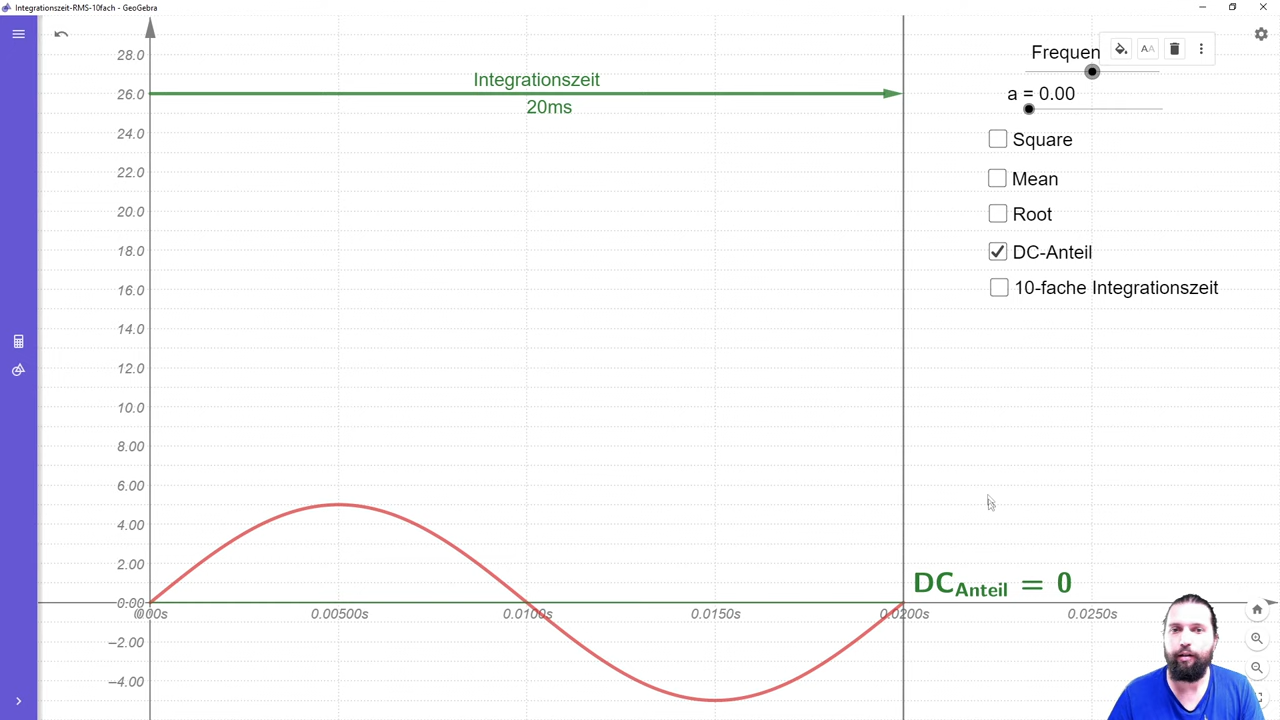 Integrationszeit-RMS-10fach - GeoGebra
28.0
26.0
24.0
22.0
20.0
18.0
16.0
14.0
12.0
10.0
8.00
6.00
4.00
2.00
0.00
−2.00
−4.00
Integrationszeit
20ms
0.00s
0.00500s
0.0100s
0.0150s
0.0200s
0.0250s
DCAnteil = 0
Frequen
AA
a = 0.00
Square
Mean
Root
DC-Anteil
10-fache Integrationszeit